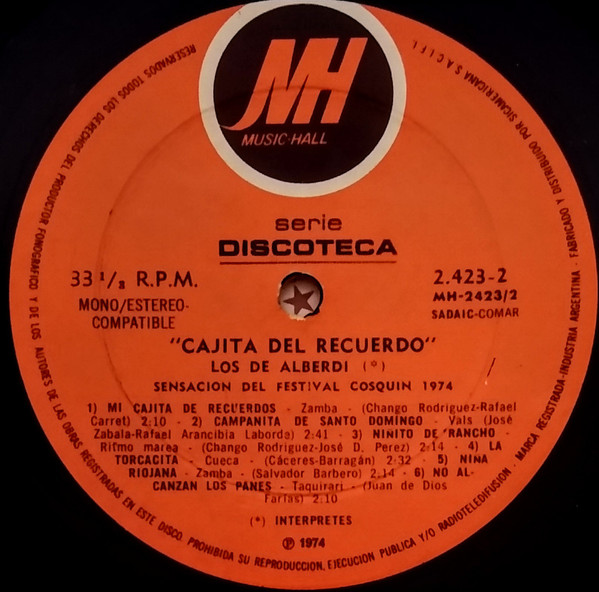 MH
MUSIC-HALL
serie
DISCOTECA
33 1/3 R.P.M.
MONO/ESTEREO-
COMPATIBLE
2.423-2
MH-2423/2
SADAIC-COMAR
"CAJITA DEL RECUERDO"
LOS DE ALBERDI (*)
SENSACION DEL FESTIVAL COSQUIN 1974
1) MI CAJITA DE RECUERDOS - Zamba - (Chango Rodriguez-Rafael
Carret) 2:10 - 2) CAMPANITA DE SANTO DOMINGO - Vals (José
Zabala-Rafael Arancibia Laborda) 2:41 - 3) NIÑITO DE RANCHO -
Ritmo marea - (Chango Rodriguez-José D. Perez) 2:14 - 4) LA
TORCACITA - Cueca - (Cáceres-Barragán) 2:32 - 5) NIÑA
RIOJANA - Zamba - (Salvador Barbero) 2:14 - 6) NO AL-
CANZAN LOS PANES - Taquirari - (Juan de Dios
Farías) 2:10
(*) INTERPRETES
℗ 1974
RESERVADOS TODOS LOS DERECHOS DEL PRODUCTOR FONOGRAFICO Y DE LOS AUTORES DE LAS OBRAS REGISTRADAS EN ESTE DISCO. PROHIBIDA SU REPRODUCCION, EJECUCION PUBLICA Y/O RADIOTELEDIFUSION - MARCA REGISTRADA-INDUSTRIA ARGENTINA - FABRICADO Y DISTRIBUIDO POR SICAMERICANA S.A.C.I.F.I.